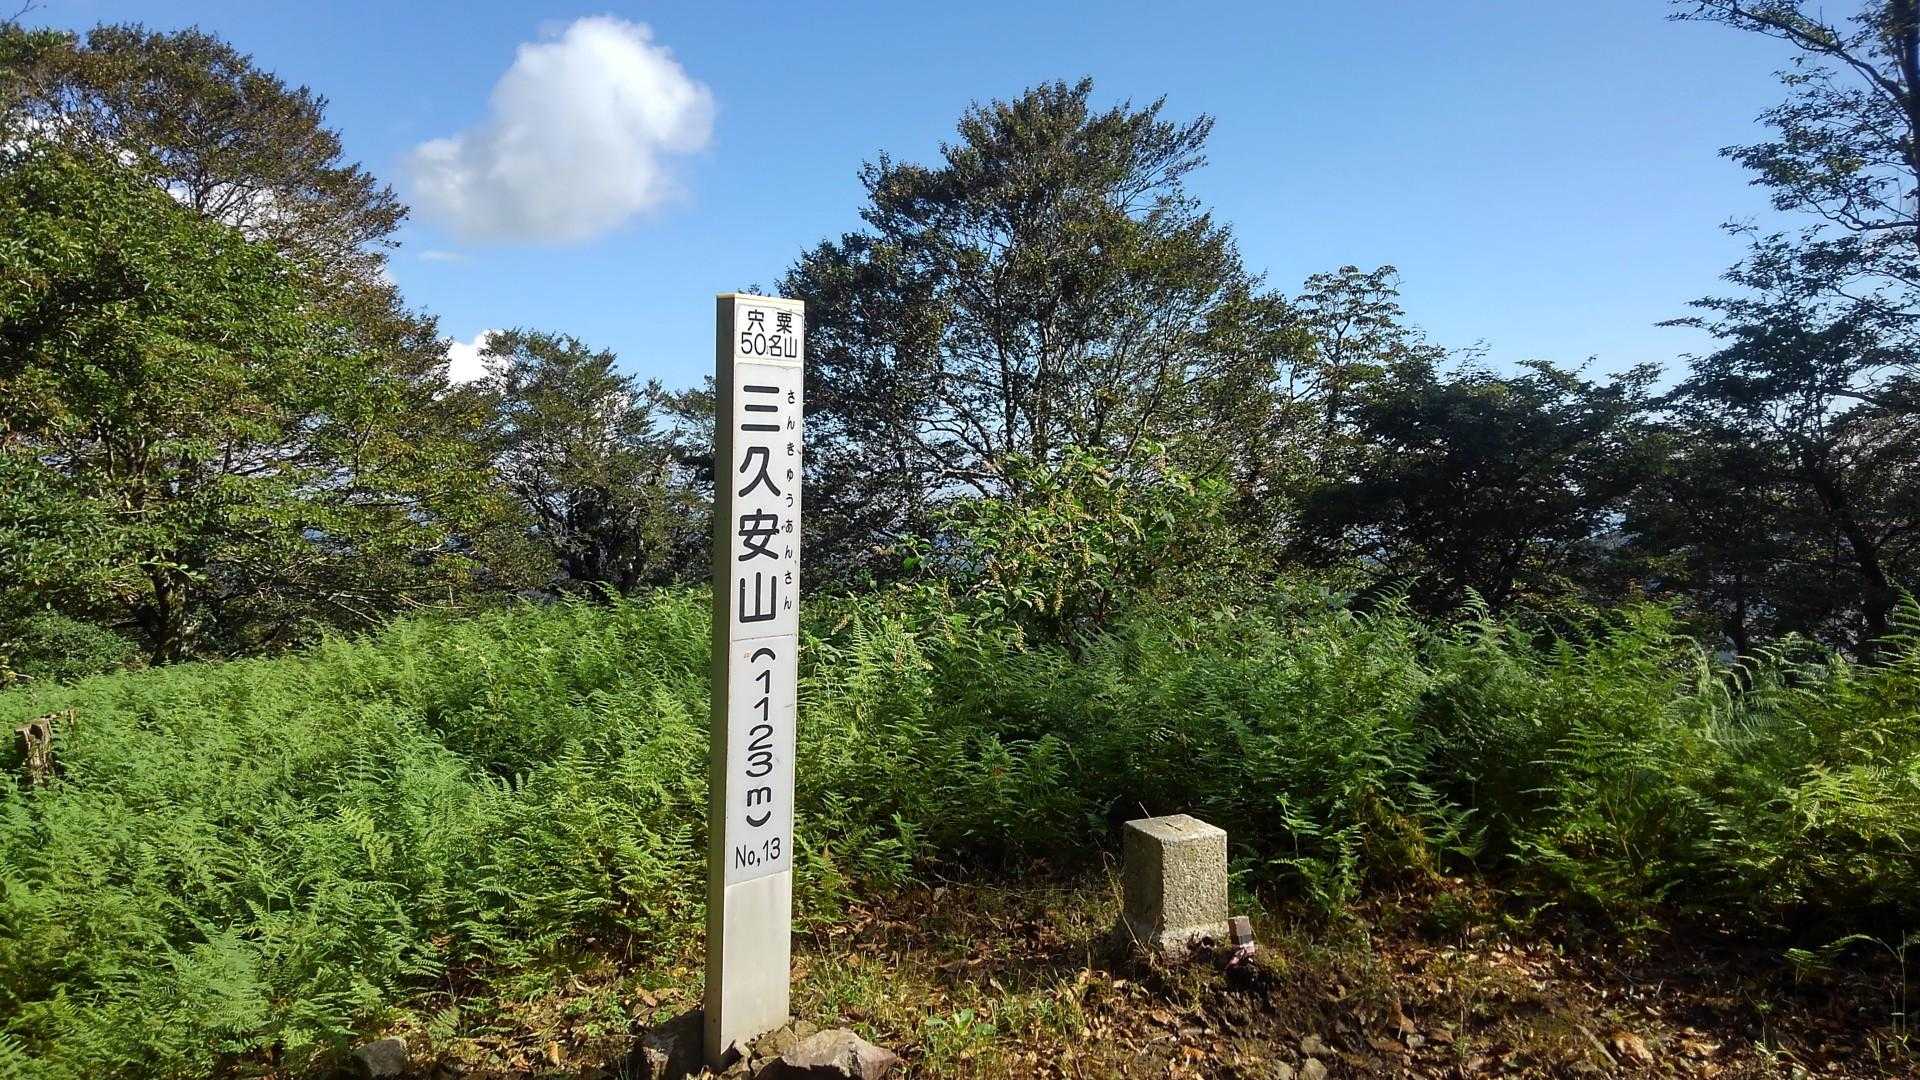 宍粟
50名山
三久安山
さんきゅうあんさん
(1123m)
No,13